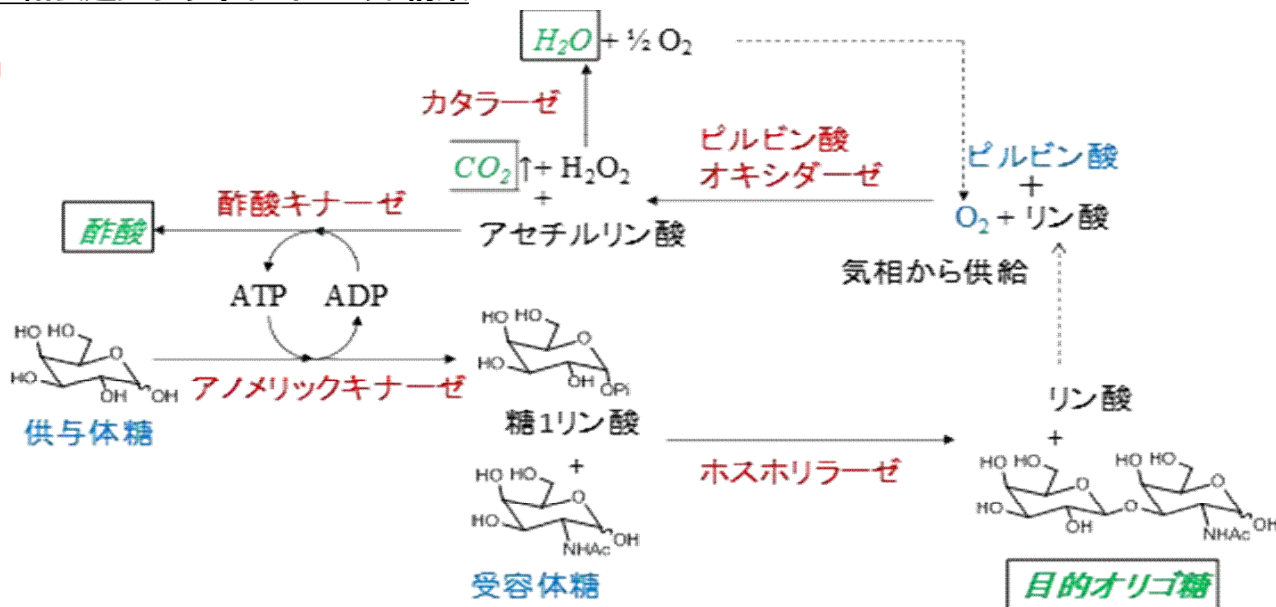 H₂O + ½ O₂
カタラーゼ
CO₂ ↑ + H₂O₂
+
アセチルリン酸
ピルビン酸
オキシダーゼ
ピルビン酸
+
O₂ + リン酸
気相から供給
酢酸キナーゼ
酢酸
ATP ADP
HO HO O HO OH OH
アノメリックキナーゼ
供与体糖
HO HO O HO OH OPi
糖1リン酸
+
HO HO O HO NHAc OH
受容体糖
ホスホリラーゼ
リン酸
+
HO HO O HO OH O HO HO O NHAc OH
目的オリゴ糖